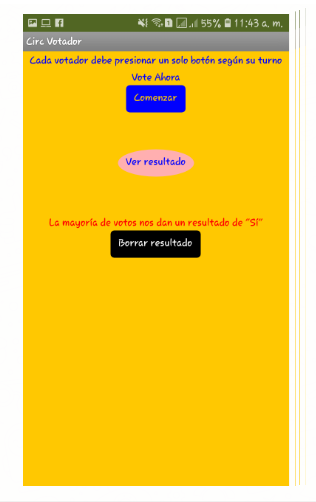 55% 11:43 a. m.
Circ Votador
Cada votador debe presionar un solo botón según su turno
Vote Ahora
Comenzar
Ver resultado
La mayoría de votos nos dan un resultado de "Sí"
Borrar resultado